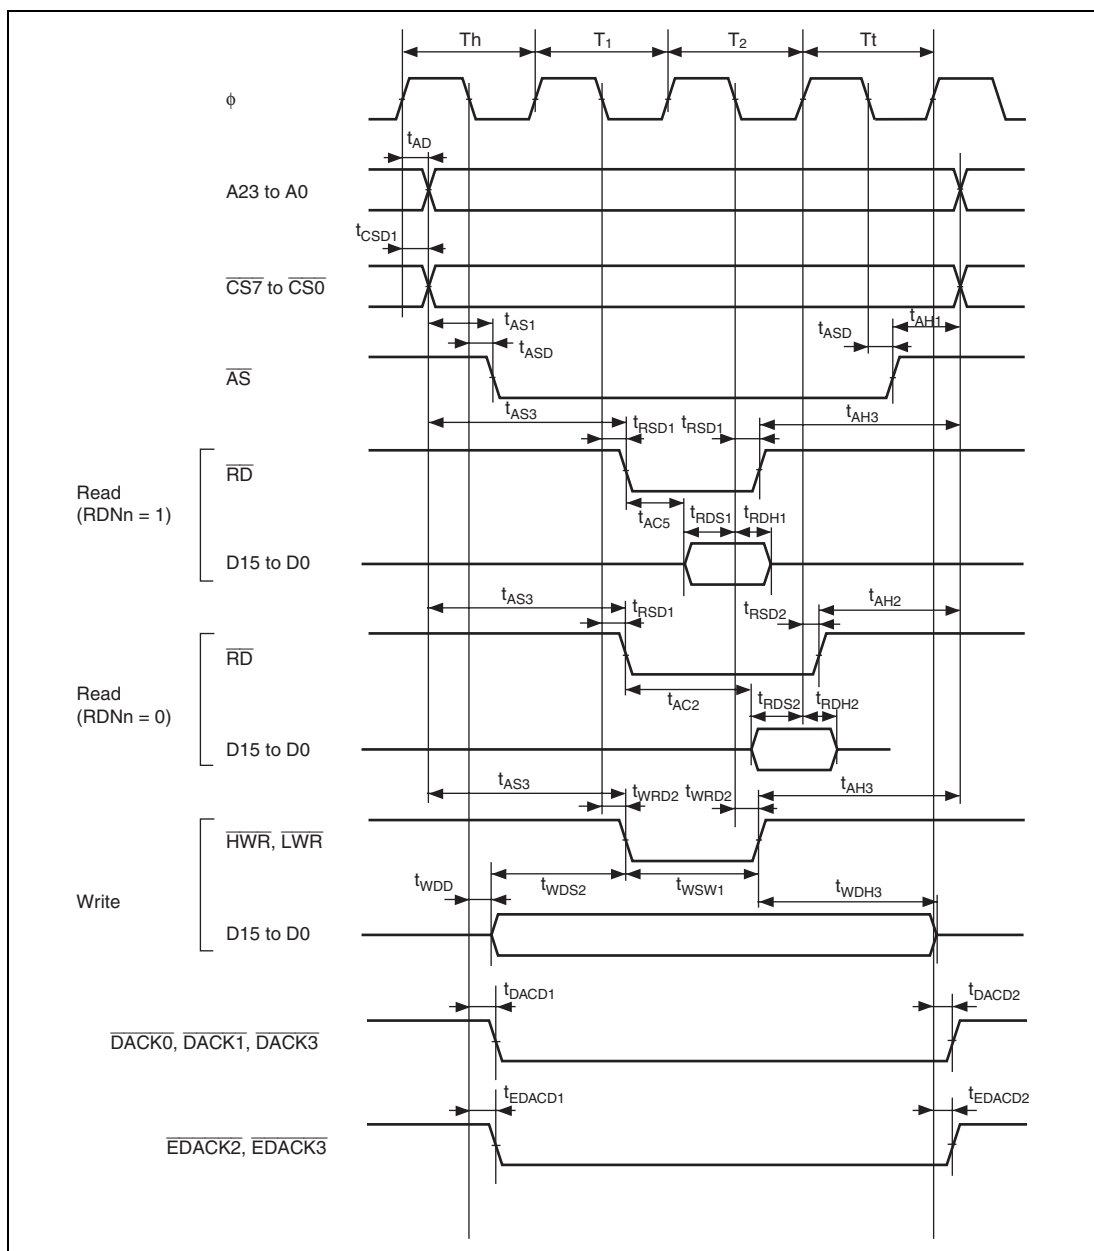 Th T1 T2 Tt
ϕ
tAD
A23 to A0
tCSD1
CS7 to CS0
tAS1 tAH1
tASD tASD
AS
tAS3 tRSD1 tRSD1 tAH3
RD
Read
(RDNn = 1)
tAC5 tRDS1 tRDH1
D15 to D0
tAS3 tRSD1 tRSD2 tAH2
RD
Read
(RDNn = 0)
tAC2 tRDS2 tRDH2
D15 to D0
tAS3 tWRD2 tWRD2 tAH3
HWR, LWR
tWDD tWDS2 tWSW1 tWDH3
Write
D15 to D0
tDACD1 tDACD2
DACK0, DACK1, DACK3
tEDACD1 tEDACD2
EDACK2, EDACK3